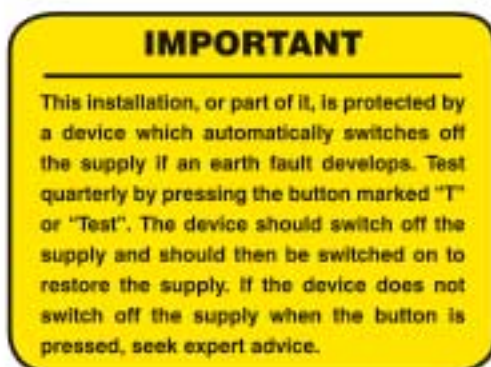 IMPORTANT
This installation, or part of it, is protected by
a device which automatically switches off
the supply if an earth fault develops. Test
quarterly by pressing the button marked "T"
or "Test". The device should switch off the
supply and should then be switched on to
restore the supply. If the device does not
switch off the supply when the button is
pressed, seek expert advice.